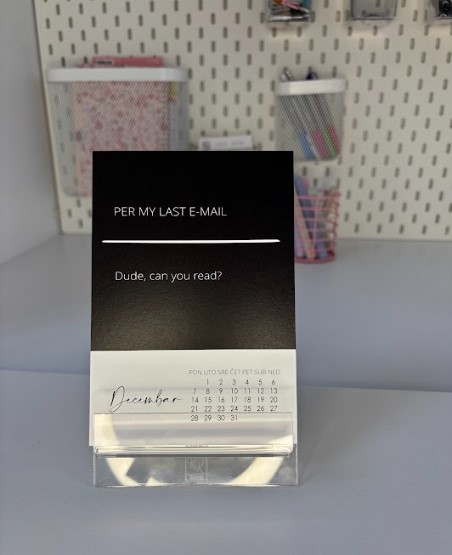 PER MY LAST E-MAIL
Dude, can you read?
PON UTO SRE ČET PET SUB NED
1 2 3 4 5 6
7 8 9 10 11 12 13
Decembar
14 15 16 17 18 19 20
21 22 23 24 25 26 27
28 29 30 31